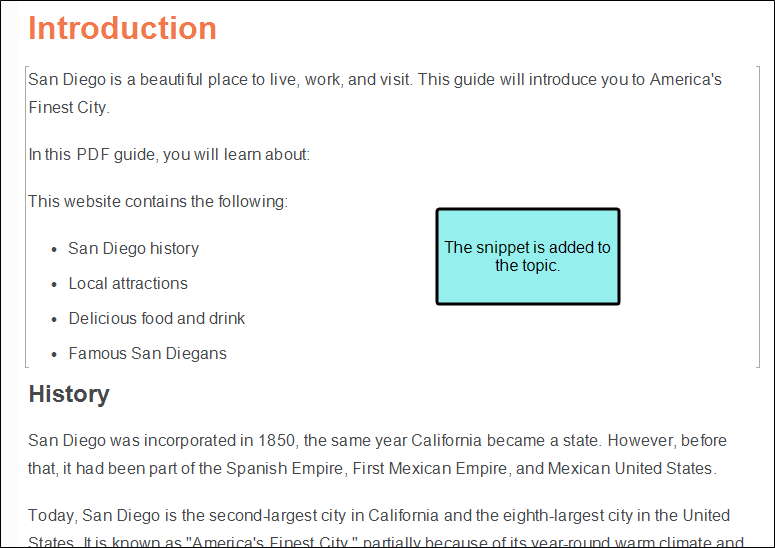 Introduction
San Diego is a beautiful place to live, work, and visit. This guide will introduce you to America's
Finest City.
In this PDF guide, you will learn about:
This website contains the following:
• San Diego history
The snippet is added to
the topic.
• Local attractions
• Delicious food and drink
• Famous San Diegans
History
San Diego was incorporated in 1850, the same year California became a state. However, before
that, it had been part of the Spanish Empire, First Mexican Empire, and Mexican United States.
Today, San Diego is the second-largest city in California and the eighth-largest city in the United
States. It is known as "America's Finest City," partially because of its year-round warm climate and